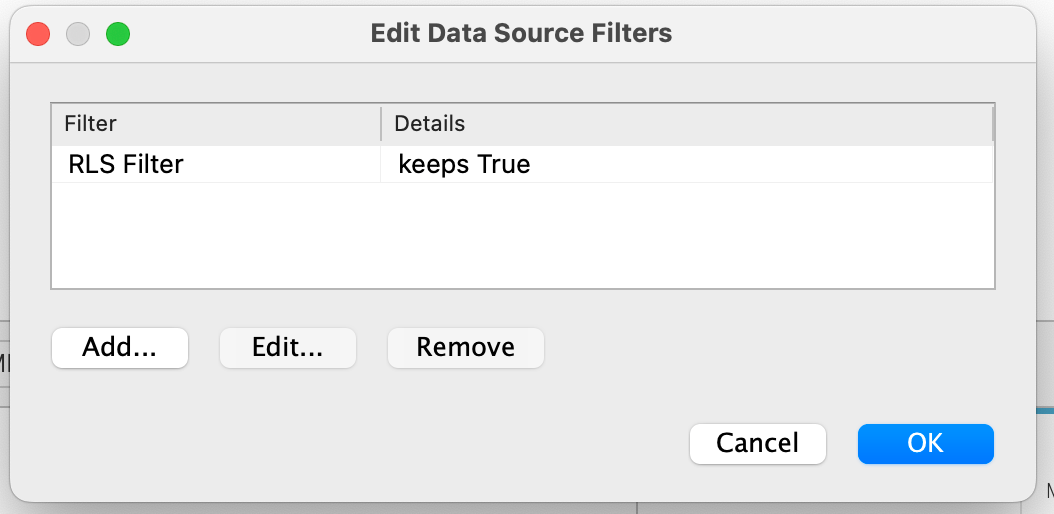 Edit Data Source Filters
Filter Details
RLS Filter keeps True
Add... Edit... Remove
Cancel OK